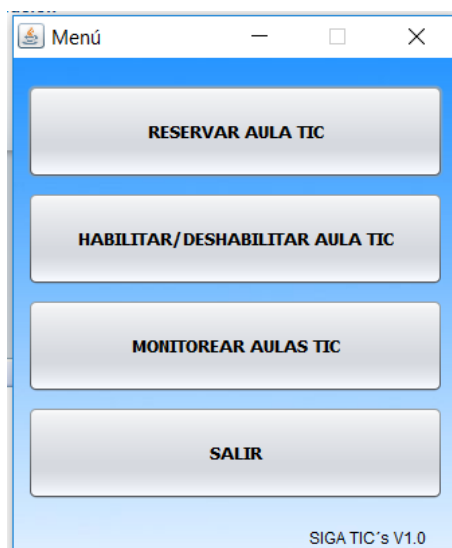 Menú
RESERVAR AULA TIC
HABILITAR/DESHABILITAR AULA TIC
MONITOREAR AULAS TIC
SALIR
SIGA TIC´s V1.0